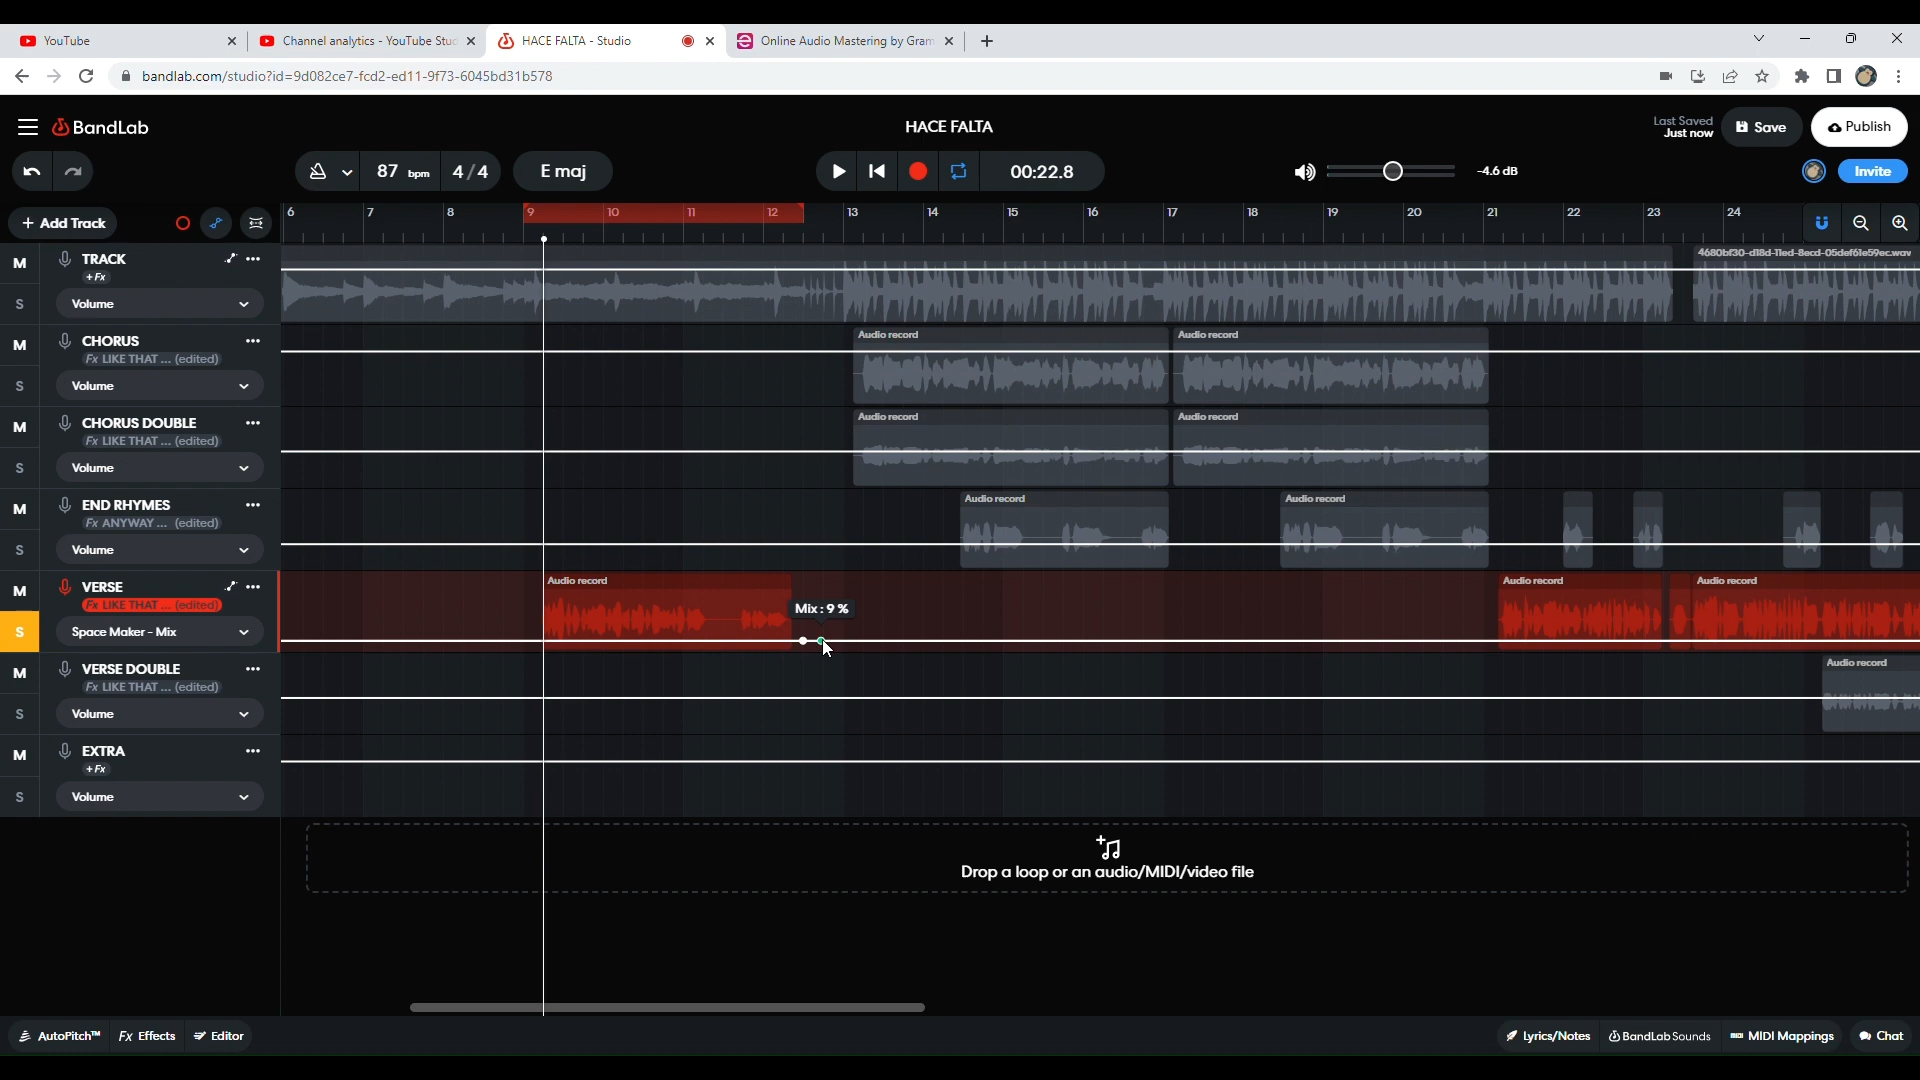 YouTube
Channel analytics - YouTube Stuc
HACE FALTA - Studio
Online Audio Mastering by Gram
bandlab.com/studio?id=9d082ce7-fcd2-ed11-9f73-6045bd31b578
BandLab
HACE FALTA
Last Saved
Just now
Save
Publish
87 bpm
4/4
E maj
00:22.8
-4.6 dB
Invite
+ Add Track
6 7 8 9 10 11 12 13 14 15 16 17 18 19 20 21 22 23 24
M
TRACK
+Fx
S
Volume
4680bf30-d18d-11ed-8ecd-05def61e59ec.wav
M
CHORUS
Fx LIKE THAT ... (edited)
S
Volume
Audio record
Audio record
M
CHORUS DOUBLE
Fx LIKE THAT ... (edited)
S
Volume
Audio record
Audio record
M
END RHYMES
Fx ANYWAY ... (edited)
S
Volume
Audio record
Audio record
M
VERSE
Fx LIKE THAT ... (edited)
S
Space Maker - Mix
Audio record
Mix : 9 %
Audio record
Audio record
M
VERSE DOUBLE
Fx LIKE THAT ... (edited)
S
Volume
Audio record
M
EXTRA
+Fx
S
Volume
Drop a loop or an audio/MIDI/video file
AutoPitch™
Fx Effects
Editor
Lyrics/Notes
BandLab Sounds
MIDI Mappings
Chat